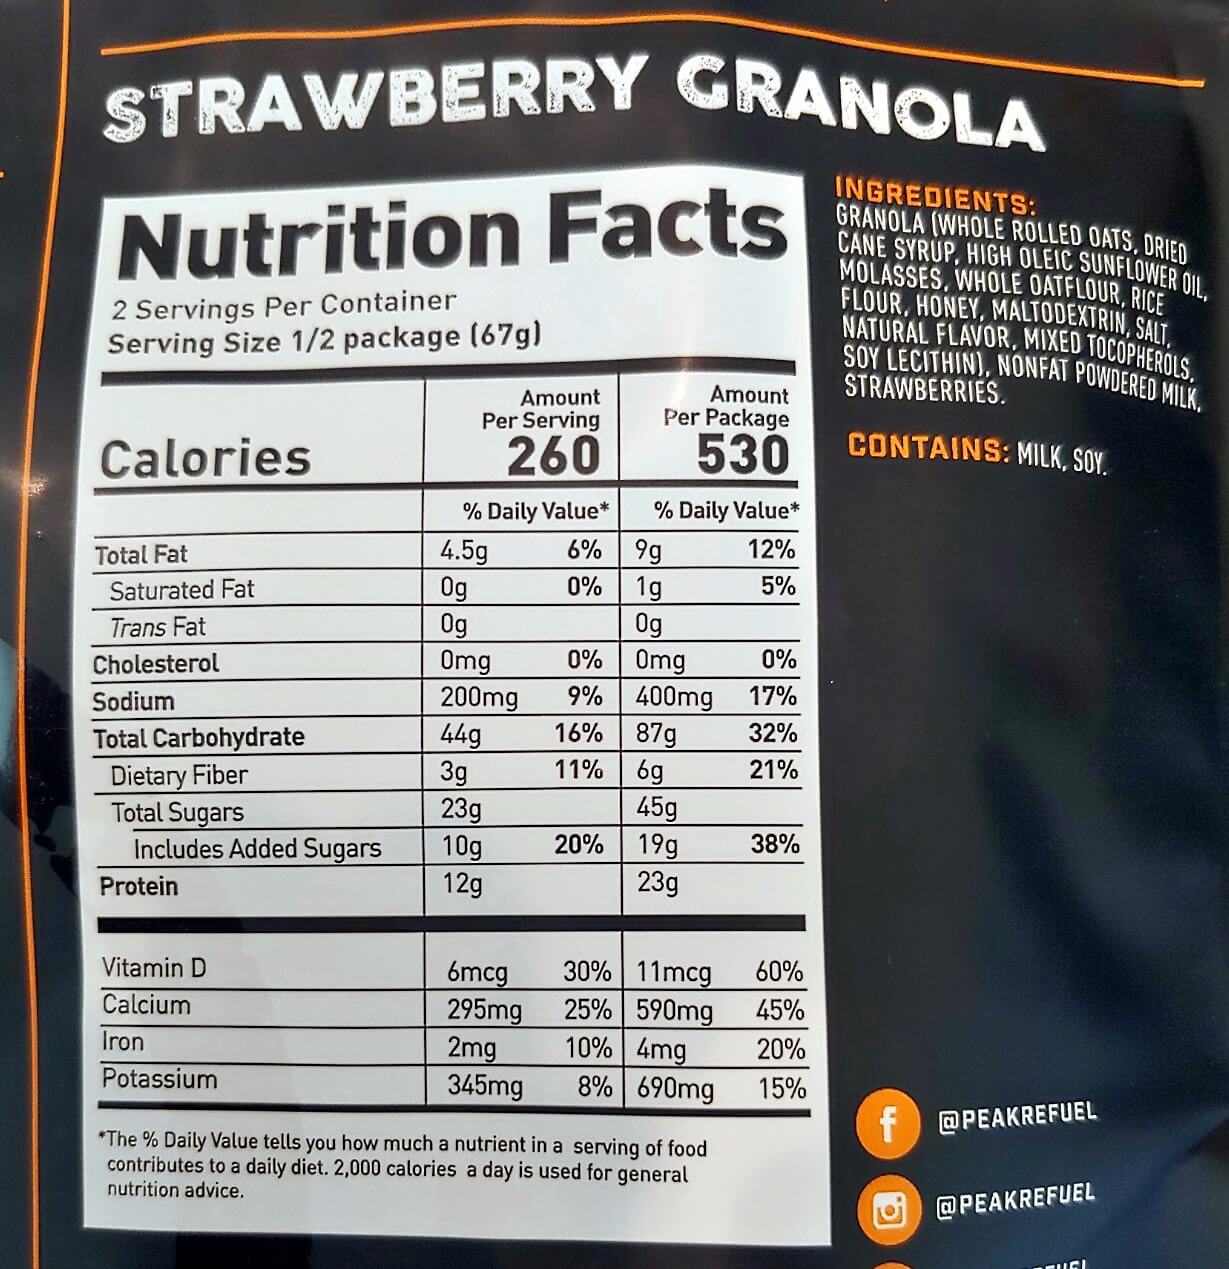 STRAWBERRY GRANOLA
Nutrition Facts
2 Servings Per Container
Serving Size 1/2 package (67g)
Amount Per Serving Amount Per Package
Calories 260 530
% Daily Value* % Daily Value*
Total Fat 4.5g 6% 9g 12%
Saturated Fat 0g 0% 1g 5%
Trans Fat 0g 0g
Cholesterol 0mg 0% 0mg 0%
Sodium 200mg 9% 400mg 17%
Total Carbohydrate 44g 16% 87g 32%
Dietary Fiber 3g 11% 6g 21%
Total Sugars 23g 45g
Includes Added Sugars 10g 20% 19g 38%
Protein 12g 23g
Vitamin D 6mcg 30% 11mcg 60%
Calcium 295mg 25% 590mg 45%
Iron 2mg 10% 4mg 20%
Potassium 345mg 8% 690mg 15%
*The % Daily Value tells you how much a nutrient in a serving of food
contributes to a daily diet. 2,000 calories a day is used for general
nutrition advice.
INGREDIENTS:
GRANOLA (WHOLE ROLLED OATS, DRIED
CANE SYRUP, HIGH OLEIC SUNFLOWER OIL,
MOLASSES, WHOLE OATFLOUR, RICE
FLOUR, HONEY, MALTODEXTRIN, SALT,
NATURAL FLAVOR, MIXED TOCOPHEROLS,
SOY LECITHIN), NONFAT POWDERED MILK,
STRAWBERRIES.
CONTAINS: MILK, SOY.
@PEAKREFUEL
@PEAKREFUEL